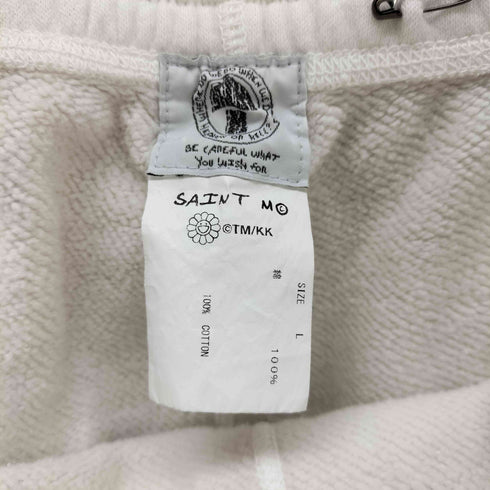 BE CAREFUL WHAT
YOU WISH FOR
SAINT M©
©TM/KK
SIZE L
綿 100%
100% COTTON